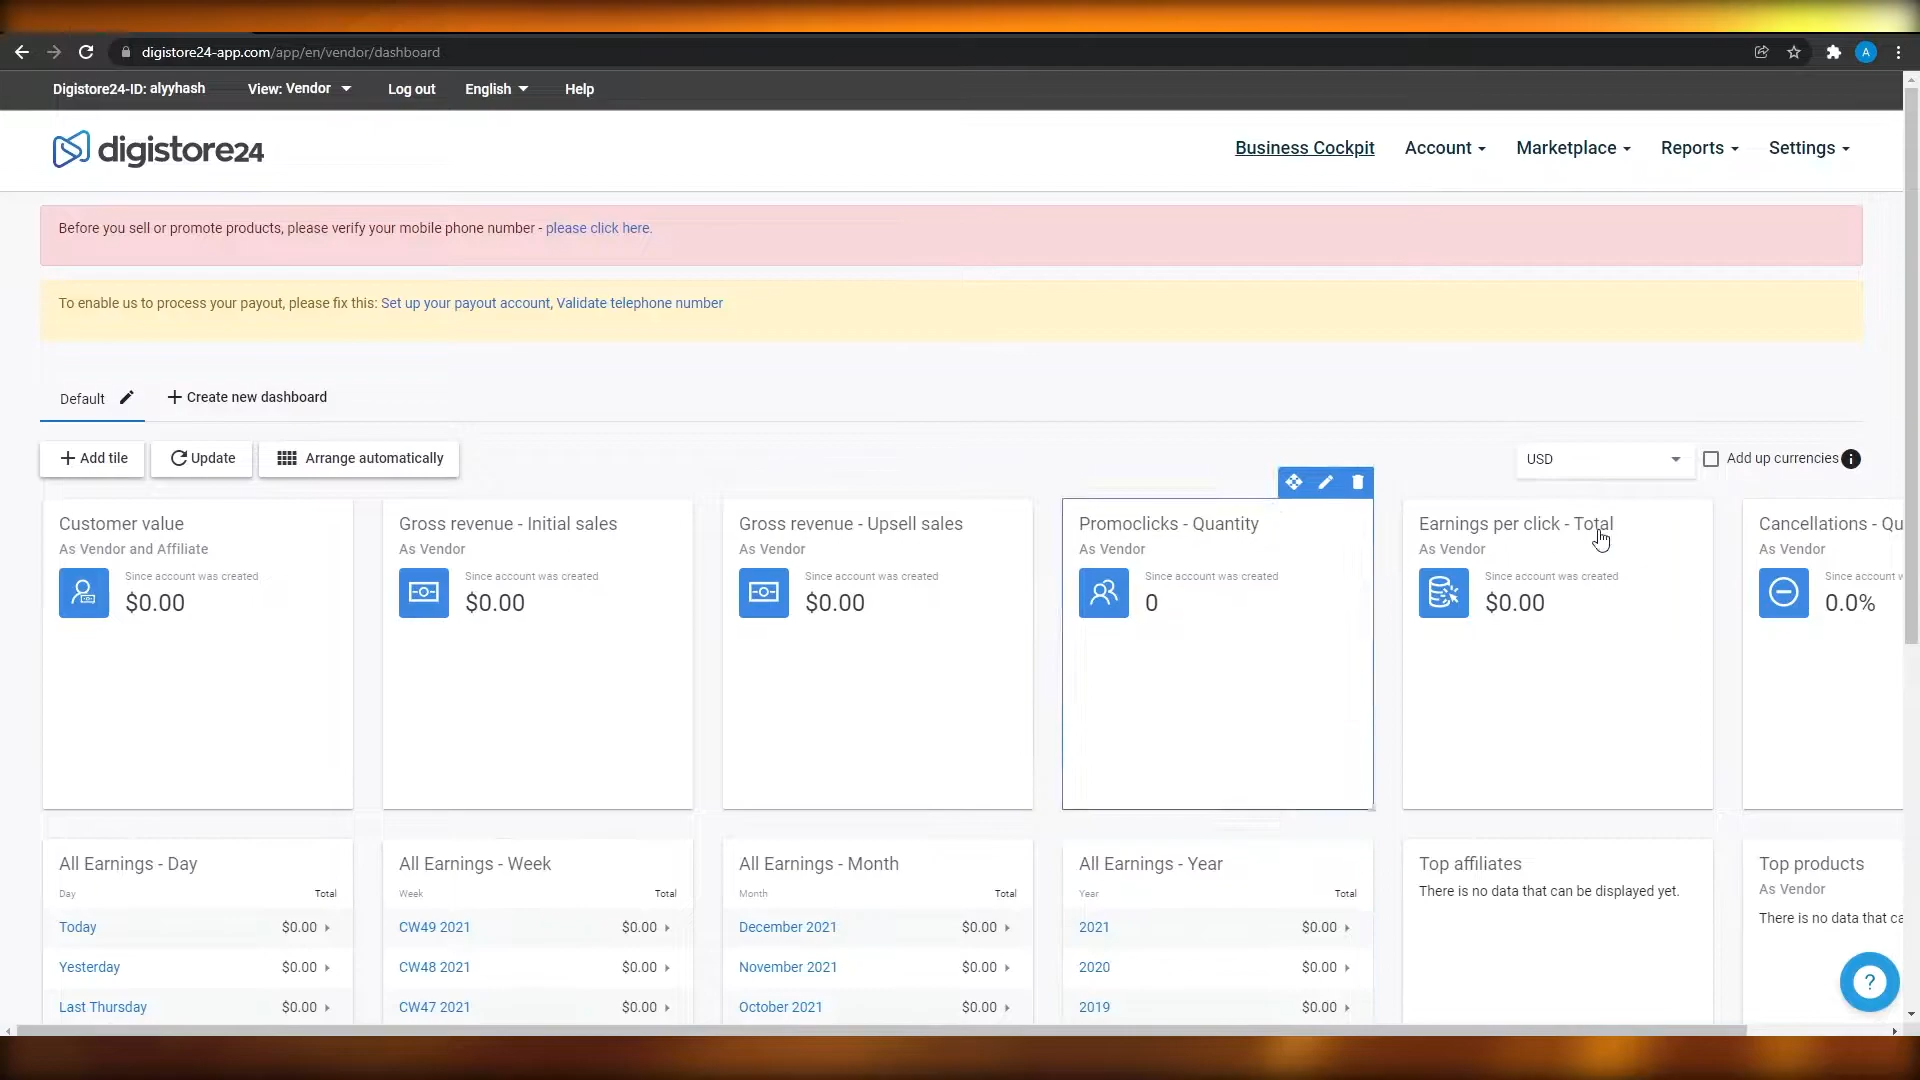 digistore24-app.com/app/en/vendor/dashboard
A
Digistore24-ID: alyyhash View: Vendor Log out English Help
digistore24
Business Cockpit Account Marketplace Reports Settings
Before you sell or promote products, please verify your mobile phone number - please click here.
To enable us to process your payout, please fix this: Set up your payout account, Validate telephone number
Default + Create new dashboard
+ Add tile Update Arrange automatically USD Add up currencies i
Customer value Gross revenue - Initial sales Gross revenue - Upsell sales Promoclicks - Quantity Earnings per click - Total Cancellations - Qu
As Vendor and Affiliate As Vendor As Vendor As Vendor As Vendor As Vendor
Since account was created Since account was created Since account was created Since account was created Since account was created Since account w
$0.00 $0.00 $0.00 0 $0.00 0.0%
All Earnings - Day All Earnings - Week All Earnings - Month All Earnings - Year Top affiliates Top products
Day Total Week Total Month Total Year Total There is no data that can be displayed yet. As Vendor
Today $0.00 CW49 2021 $0.00 December 2021 $0.00 2021 $0.00 There is no data that ca
Yesterday $0.00 CW48 2021 $0.00 November 2021 $0.00 2020 $0.00
Last Thursday $0.00 CW47 2021 $0.00 October 2021 $0.00 2019 $0.00
?